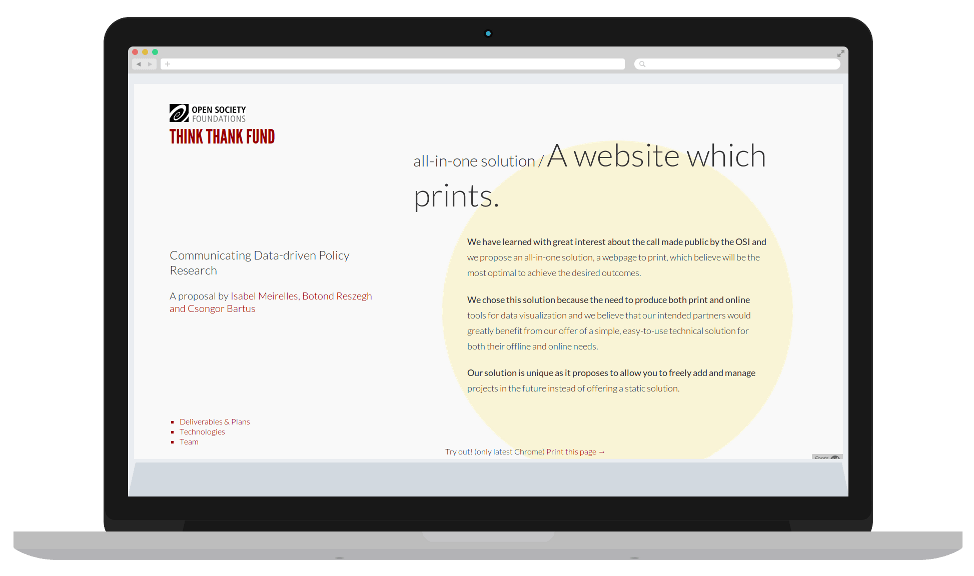 OPEN SOCIETY
FOUNDATIONS
THINK THANK FUND
all-in-one solution / A website which
prints.
Communicating Data-driven Policy
Research
A proposal by Isabel Meirelles, Botond Reszegh
and Csongor Bartus
We have learned with great interest about the call made public by the OSI and
we propose an all-in-one solution, a webpage to print, which believe will be the
most optimal to achieve the desired outcomes.
We chose this solution because the need to produce both print and online
tools for data visualization and we believe that our intended partners would
greatly benefit from our offer of a simple, easy-to-use technical solution for
both their offline and online needs.
Our solution is unique as it proposes to allow you to freely add and manage
projects in the future instead of offering a static solution.
Deliverables & Plans
Technologies
Team
Try out! (only latest Chrome) Print this page →